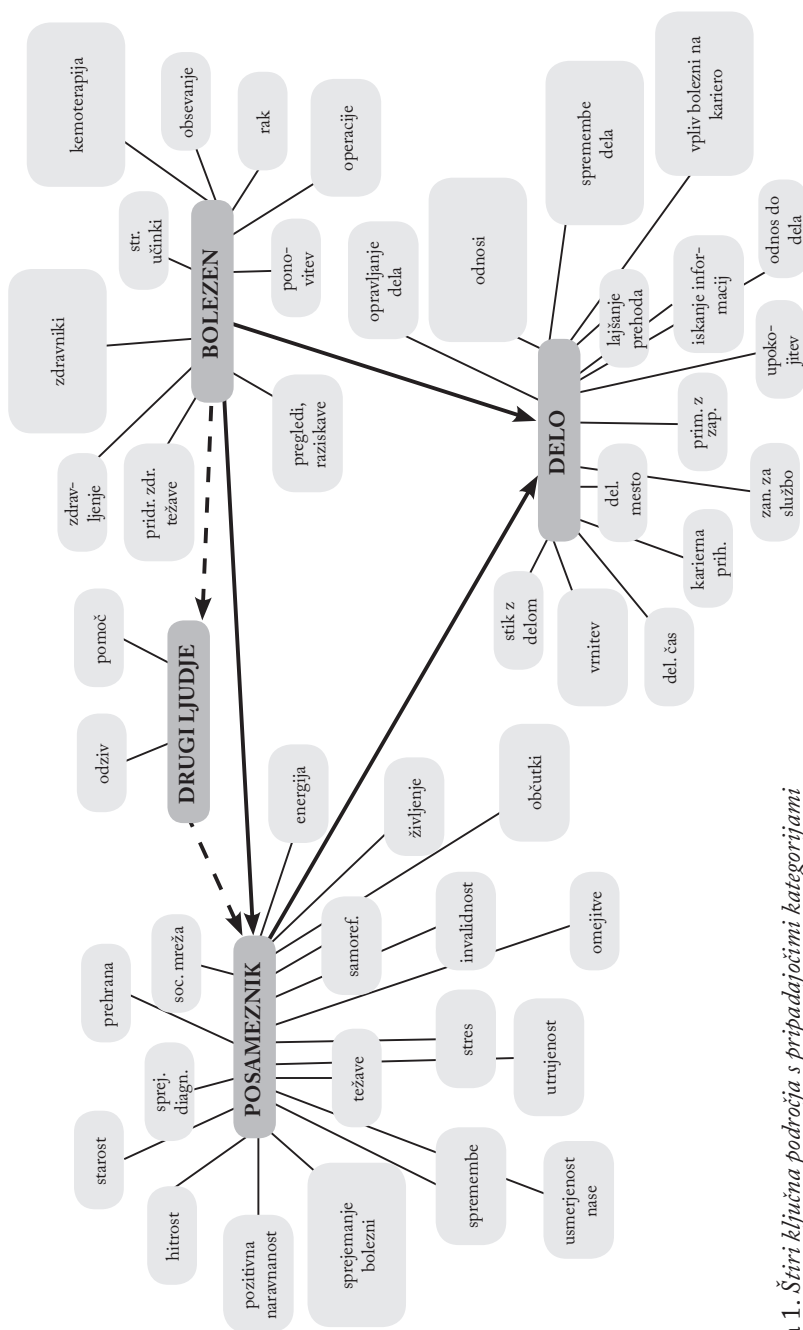 prehrana
soc. mreža
starost
sprej.
diagn.
hitrost
pozitivna
naravnanost
sprejemanje
bolezni
POSAMEZNIK
energija
življenje
občutki
samoref.
invalidnost
omejitve
stres
utrujenost
težave
spremembe
usmerjenost
nase
odziv
pomoč
DRUGI LJUDJE
zdrav-
ljenje
pridr. zdr.
težave
zdravniki
str.
učinki
kemoterapija
obsevanje
rak
operacije
BOLEZEN
pono-
vitev
pregledi,
raziskave
opravljanje
dela
odnosi
spremembe
dela
vpliv bolezni na
kariero
DELO
lajšanje
prehoda
iskanje infor-
macij
odnos do
dela
upoko-
jitev
prim. z
zap.
zan. za
službo
del.
mesto
karierna
prih.
del. čas
vrnitev
stik z
delom
1. Štiri ključna področja s pripadajočimi kategorijami